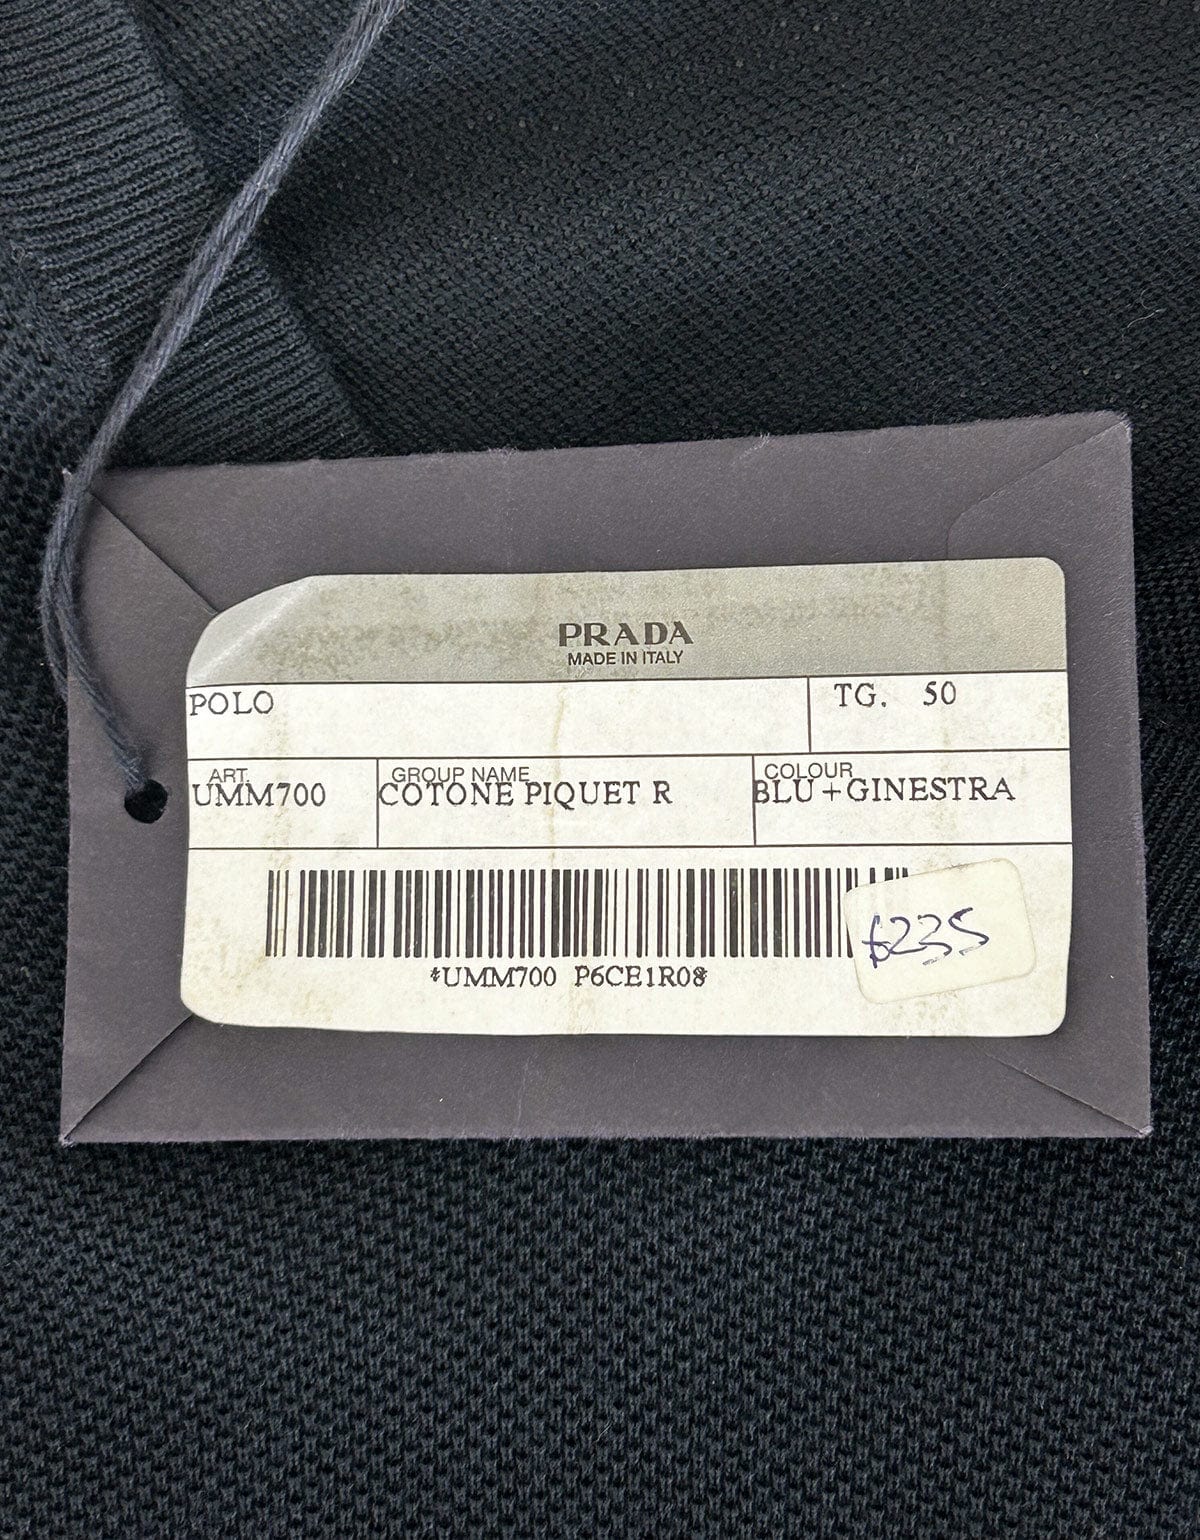 PRADA
MADE IN ITALY
POLO
TG. 50
ART.
UMM700
GROUP NAME
COTONE PIQUET R
COLOUR
BLU+GINESTRA
£235
*UMM700 P6CE1R08*